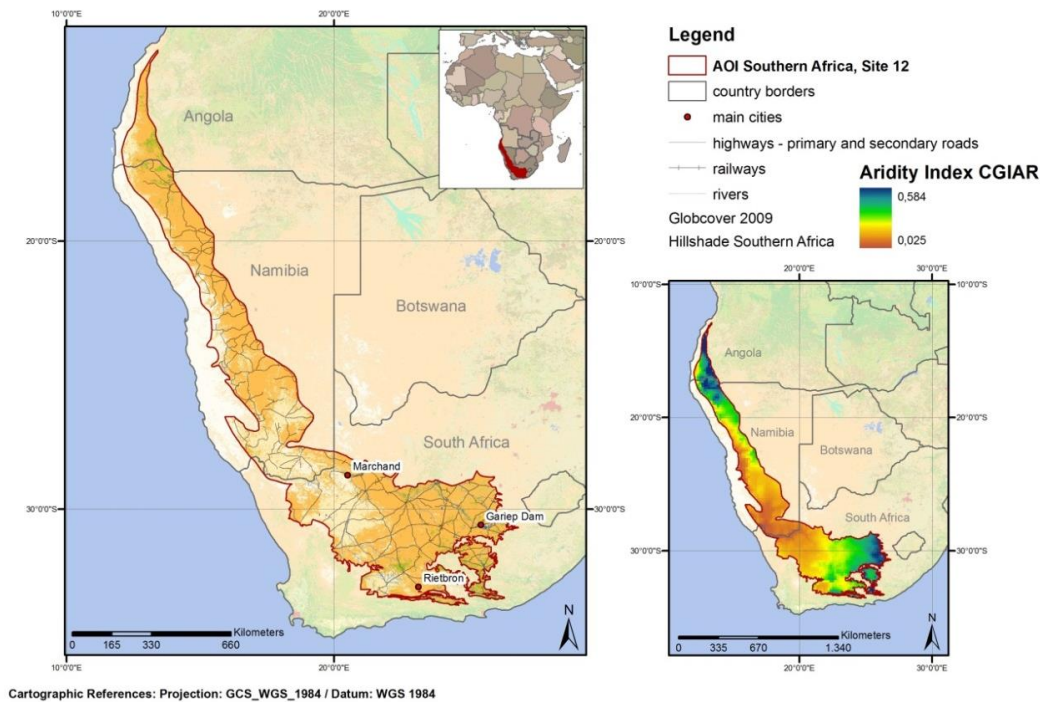 10°0'0"E
20°0'0"E
Angola
Namibia
Botswana
South Africa
Marchand
Gariep Dam
Rietbron
20°0'0"S
20°0'0"S
30°0'0"S
30°0'0"S
N
Kilometers
0 165 330 660
10°0'0"E
20°0'0"E
Legend
AOI Southern Africa, Site 12
country borders
main cities
highways - primary and secondary roads
railways
rivers
Globcover 2009
Hillshade Southern Africa
Aridity Index CGIAR
0,584
0,025
20°0'0"E
30°0'0"E
10°0'0"S
10°0'0"S
Angola
20°0'0"S
20°0'0"S
Namibia
Botswana
South Africa
30°0'0"S
30°0'0"S
N
Kilometers
0 335 670 1.340
20°0'0"E
30°0'0"E
Cartographic References: Projection: GCS_WGS_1984 / Datum: WGS 1984